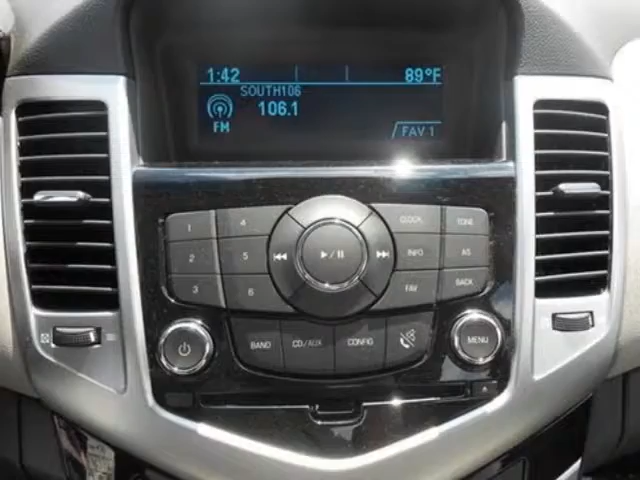 1:42 89°F
SOUTH106
106.1
FM FAV 1
1 4 CLOCK TONE
2 5 INFO AS
3 6 FAV BACK
BAND CD/AUX CONFIG MENU